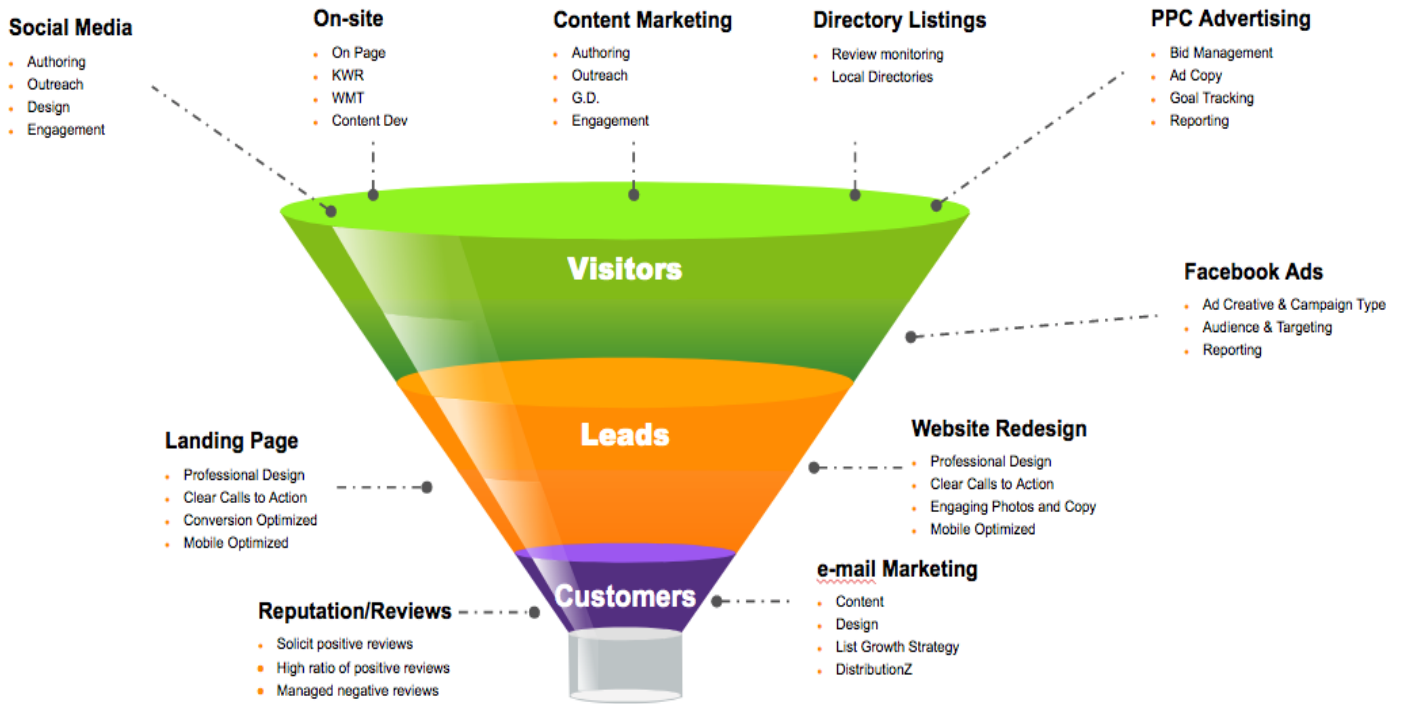 Social Media
Authoring
Outreach
Design
Engagement
On-site
On Page
KWR
WMT
Content Dev
Content Marketing
Authoring
Outreach
G.D.
Engagement
Directory Listings
Review monitoring
Local Directories
PPC Advertising
Bid Management
Ad Copy
Goal Tracking
Reporting
Visitors
Facebook Ads
Ad Creative & Campaign Type
Audience & Targeting
Reporting
Leads
Landing Page
Professional Design
Clear Calls to Action
Conversion Optimized
Mobile Optimized
Website Redesign
Professional Design
Clear Calls to Action
Engaging Photos and Copy
Mobile Optimized
Customers
Reputation/Reviews
Solicit positive reviews
High ratio of positive reviews
Managed negative reviews
e-mail Marketing
Content
Design
List Growth Strategy
DistributionZ